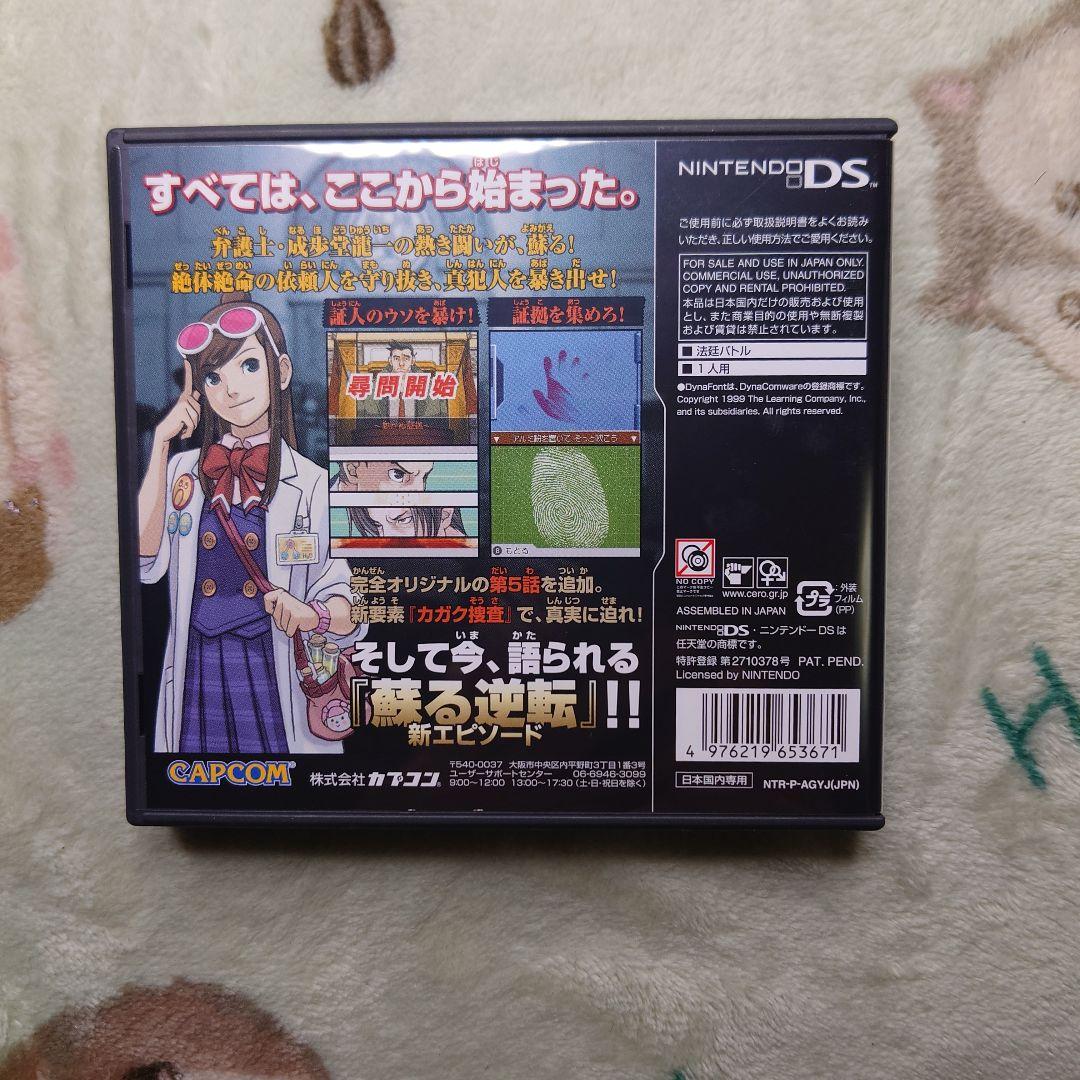 すべては、ここから始まった。
弁護士・成歩堂龍一の熱き闘いが、蘇る!
絶体絶命の依頼人を守り抜き、真犯人を暴き出せ!
証人のウソを暴け!
尋問開始
証拠を集めろ!
アルミ粉を置いて そっと吹こう
B もどる
完全オリジナルの第5話を追加。
新要素『カガク捜査』で、真実に迫れ!
そして今、語られる
『蘇る逆転』!!
新エピソード
CAPCOM
株式会社カプコン
〒540-0037 大阪市中央区内平野町3丁目1番3号
ユーザーサポートセンター 06-6946-3099
9:00〜12:00 13:00〜17:30(土・日・祝日を除く)
NINTENDO DS™
ご使用前に必ず取扱説明書をよくお読み
いただき、正しい使用方法でご愛用ください。
FOR SALE AND USE IN JAPAN ONLY.
COMMERCIAL USE, UNAUTHORIZED
COPY AND RENTAL PROHIBITED.
本品は日本国内だけの販売および使用
とし、また商業目的の使用や無断複製
および賃貸は禁止されています。
■ 法廷バトル
■ 1人用
●DynaFontは、DynaComwareの登録商標です。
Copyright 1999 The Learning Company, Inc.,
and its subsidiaries. All rights reserved.
NO COPY
www.cero.gr.jp
プラ
:外装
フィルム
(PP)
ASSEMBLED IN JAPAN
NINTENDO DS・ニンテンドーDSは
任天堂の商標です。
特許登録 第2710378号 PAT. PEND.
Licensed by NINTENDO
4 976219 653671
日本国内専用
NTR-P-AGYJ(JPN)
H